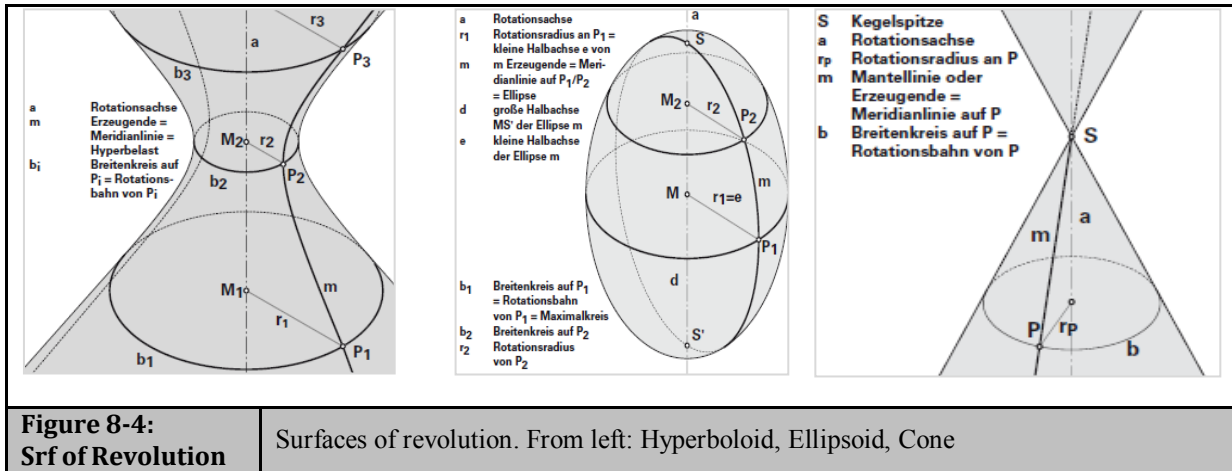 r3
a
P3
b3
a Rotationsachse
m Erzeugende =
Meridianlinie =
Hyperbelast
bi Breitenkreis auf
Pi = Rotations-
bahn von Pi
M2
r2
P2
b2
M1
r1
m
P1
b1
a Rotationsachse
r1 Rotationsradius an P1 =
kleine Halbachse e von
m m Erzeugende = Meri-
dianlinie auf P1/P2
= Ellipse
d große Halbachse
MS' der Ellipse m
e kleine Halbachse
der Ellipse m
a
S
M2
r2
P2
M
r1=e
m
P1
d
S'
b1 Breitenkreis auf P1
= Rotationsbahn
von P1 = Maximalkreis
b2 Breitenkreis auf P2
r2 Rotationsradius
von P2
S Kegelspitze
a Rotationsachse
rP Rotationsradius an P
m Mantellinie oder
Erzeugende =
Meridianlinie auf P
b Breitenkreis auf P =
Rotationsbahn von P
S
a
m
P
rP
b
Figure 8-4:
Srf of Revolution
Surfaces of revolution. From left: Hyperboloid, Ellipsoid, Cone